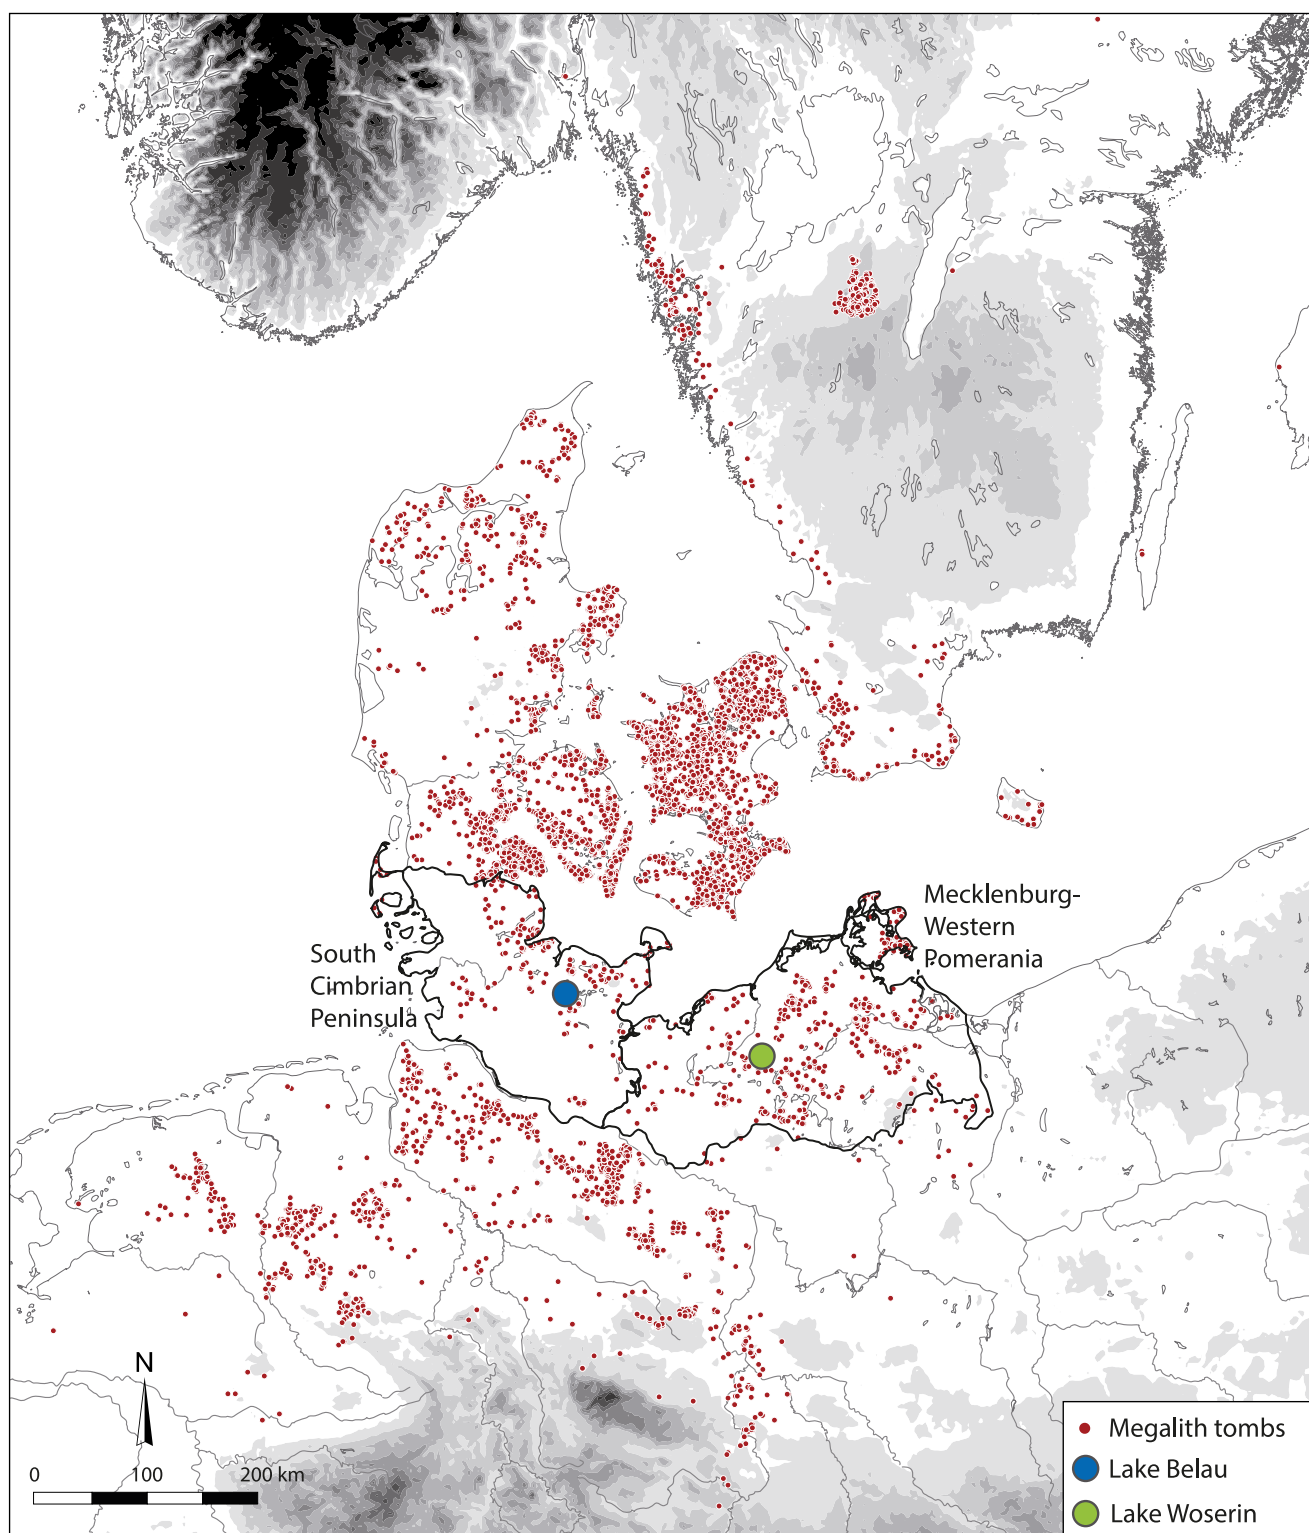 Mecklenburg-
Western
Pomerania
South
Cimbrian
Peninsula
N
0 100 200 km
Megalith tombs
Lake Belau
Lake Woserin